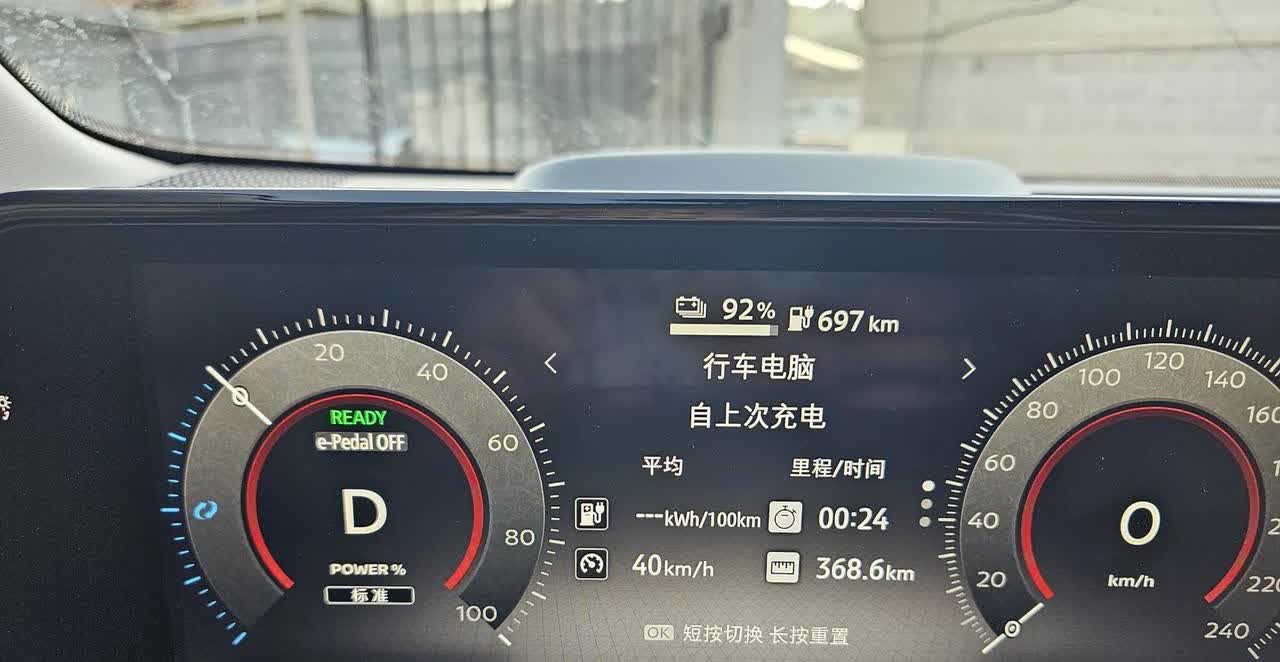 92% 697 km
行车电脑
自上次充电
平均 里程/时间
---kWh/100km 00:24
40km/h 368.6km
OK 短按切换 长按重置
0 20 40 60 80 100
READY
e-Pedal OFF
D
POWER %
标准
0 20 40 60 80 100 120 140 160 220 240
0
km/h